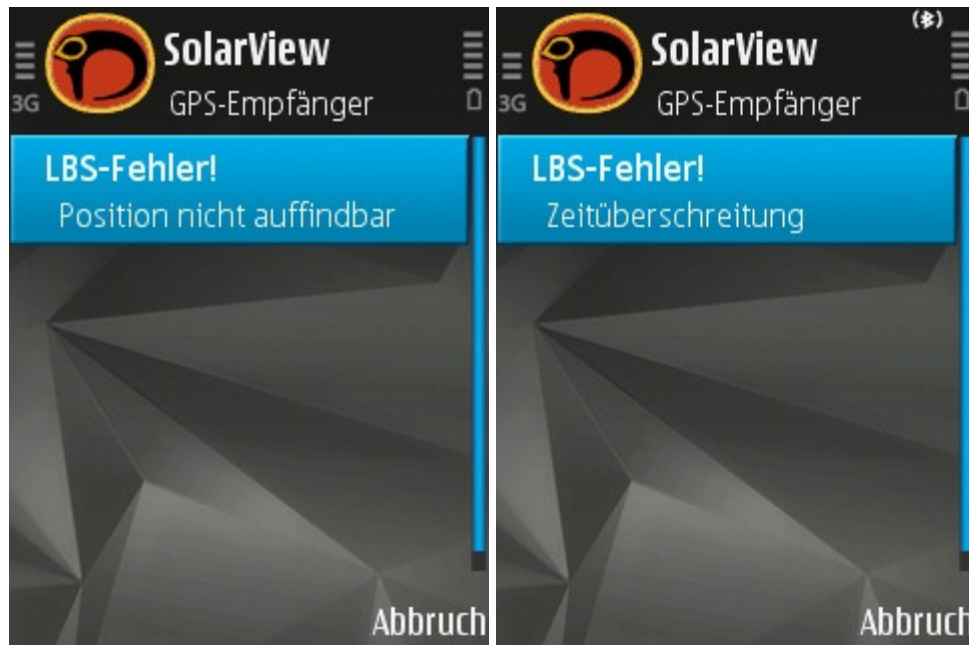 SolarView
GPS-Empfänger
3G
LBS-Fehler!
Position nicht auffindbar
Abbruch
SolarView
GPS-Empfänger
3G
LBS-Fehler!
Zeitüberschreitung
Abbruch